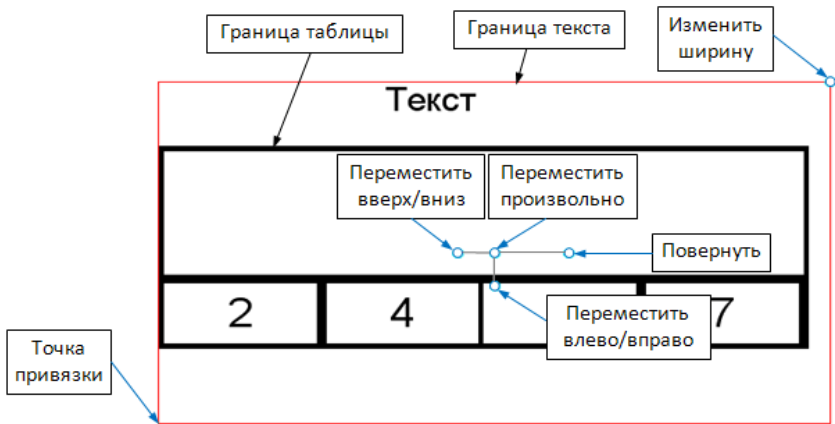 Граница таблицы
Граница текста
Изменить
ширину
Текст
Переместить
вверх/вниз
Переместить
произвольно
Повернуть
2
4
7
Переместить
влево/вправо
Точка
привязки